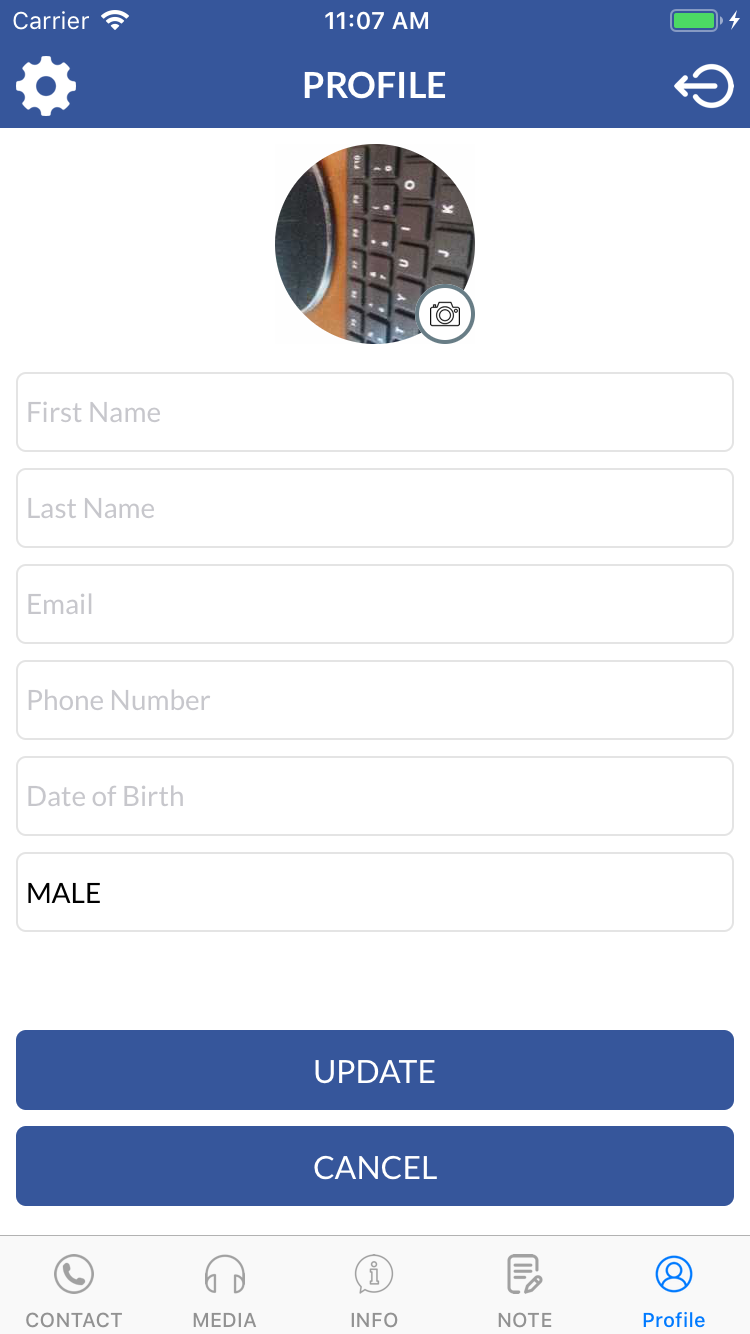 Carrier 11:07 AM
PROFILE
First Name
Last Name
Email
Phone Number
Date of Birth
MALE
UPDATE
CANCEL
CONTACT MEDIA INFO NOTE Profile